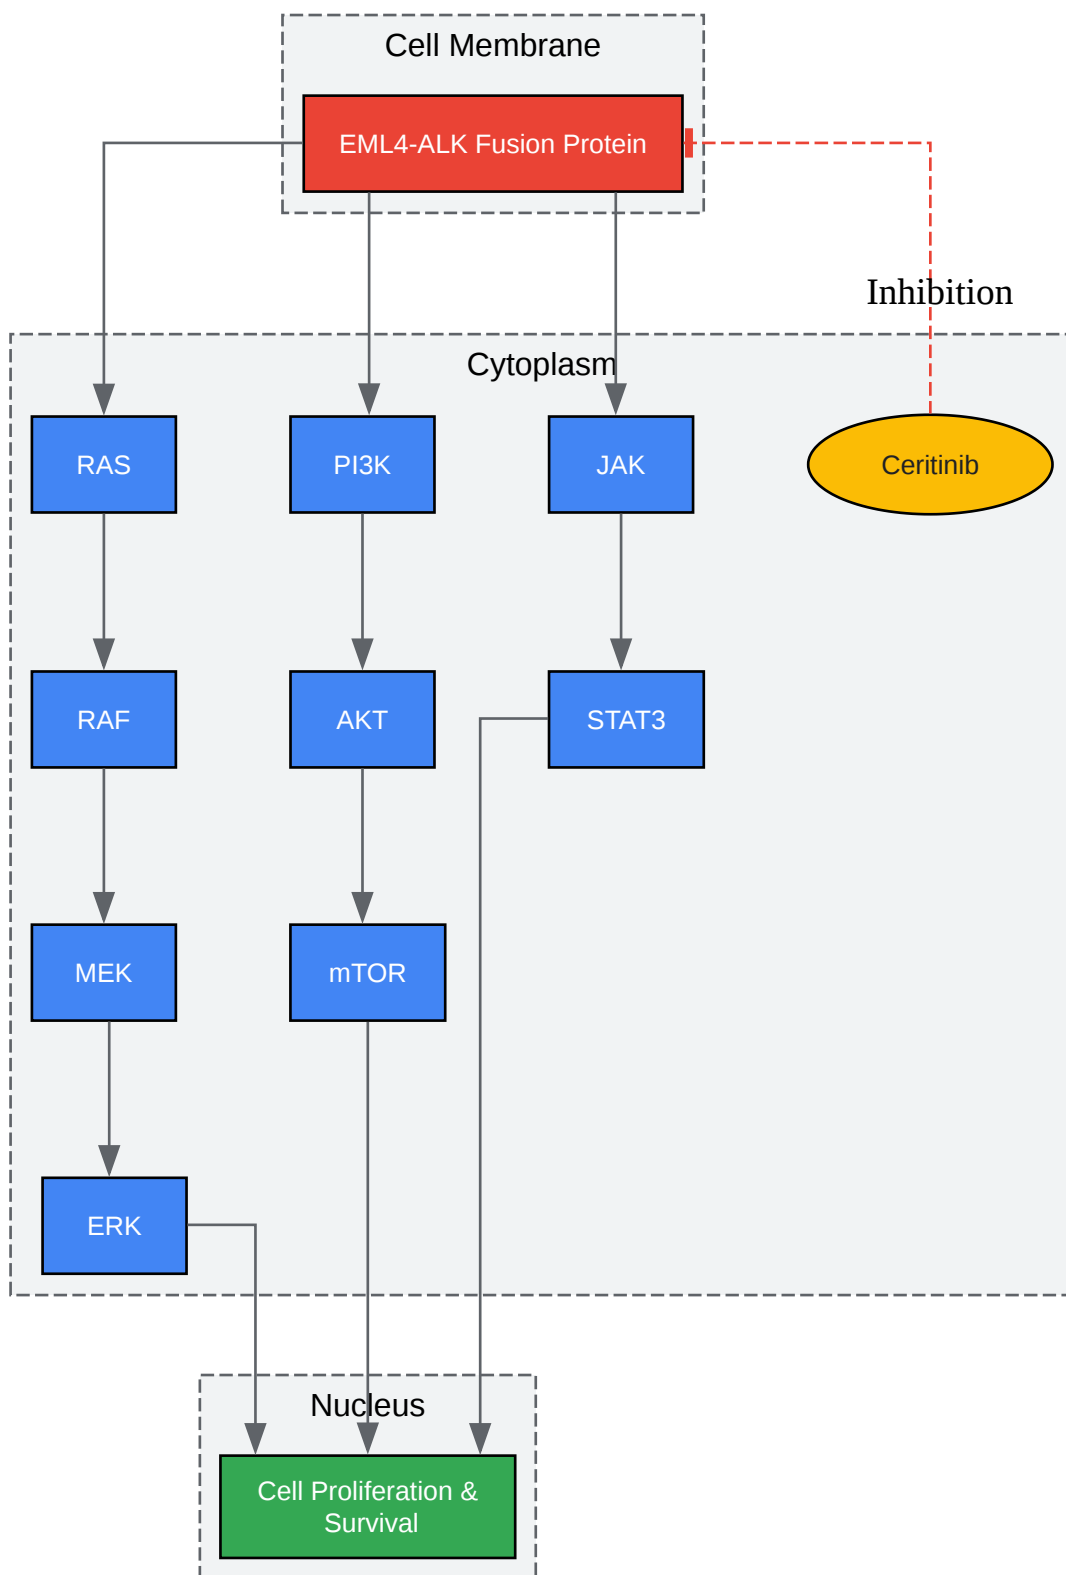 Cell Membrane
EML4-ALK Fusion Protein
Inhibition
Cytoplasm
RAS
PI3K
JAK
Ceritinib
RAF
AKT
STAT3
MEK
mTOR
ERK
Nucleus
Cell Proliferation &
Survival